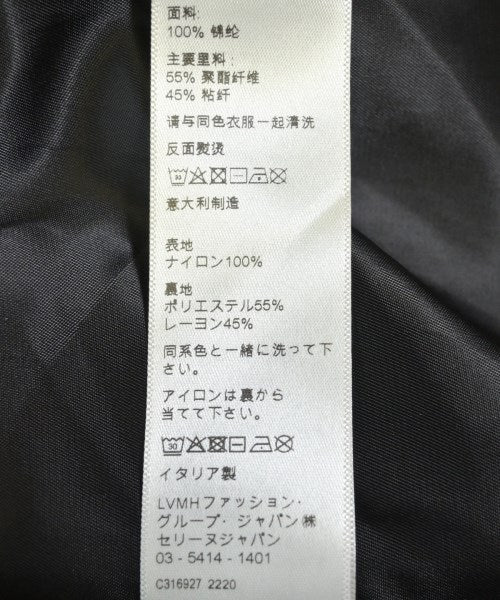 面料:
100% 锦纶
主要里料:
55% 聚酯纤维
45% 粘纤
请与同色衣服一起清洗
反面熨烫
意大利制造
表地
ナイロン100%
裏地
ポリエステル55%
レーヨン45%
同系色と一緒に洗って下
さい。
アイロンは裏から
当てて下さい。
30
イタリア製
LVMHファッション·
グループ· ジャパン㈱
セリーヌジャパン
03 - 5414 - 1401
C316927 2220